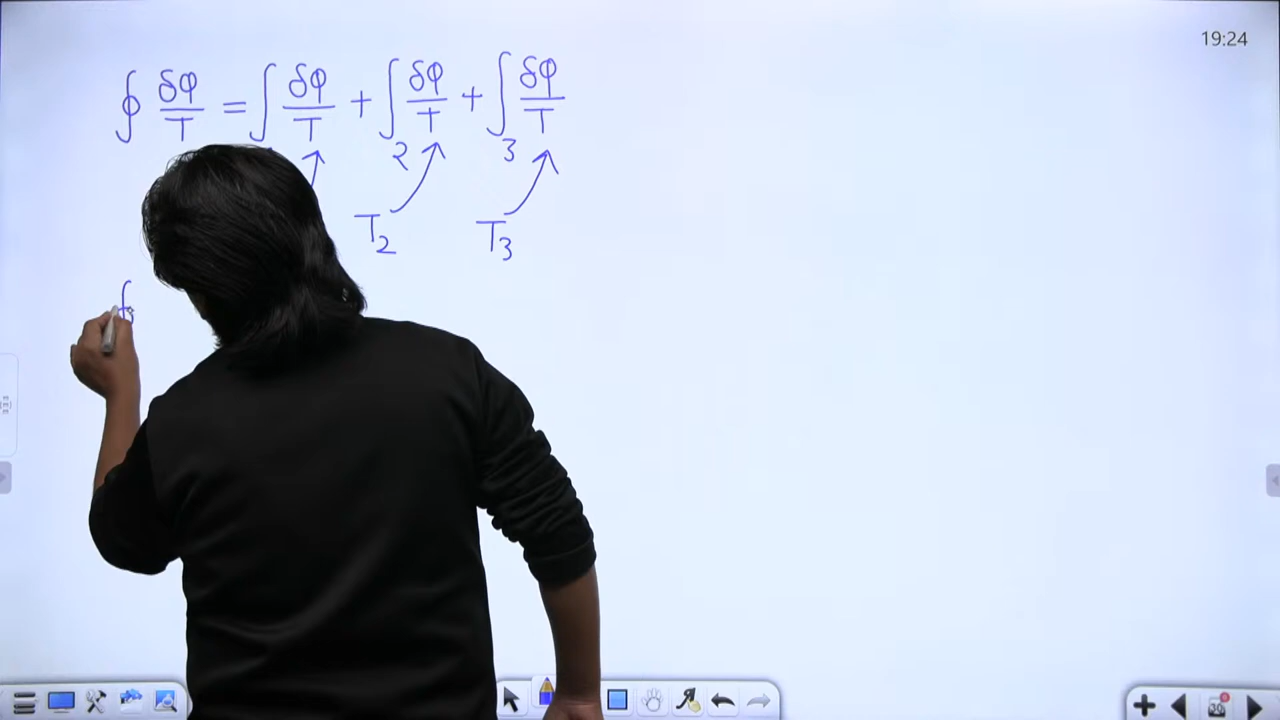 19:24
∮ δφ/T = ∫ δφ/T + ∫₂ δφ/T + ∫₃ δφ/T
T₂ T₃
∮